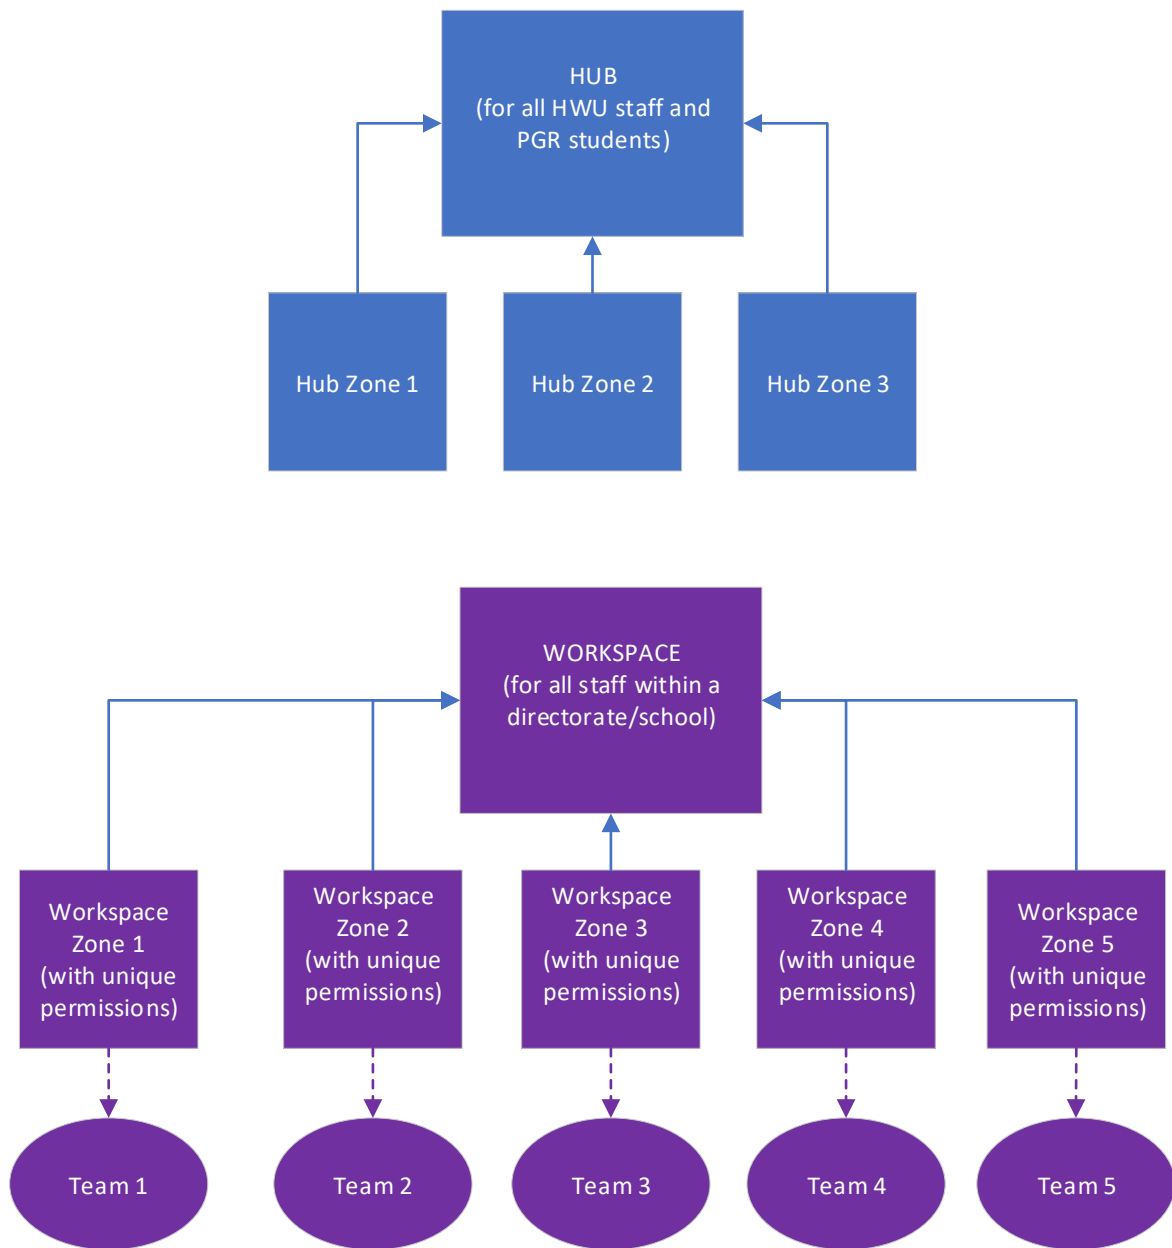 HUB
(for all HWU staff and
PGR students)
Hub Zone 1
Hub Zone 2
Hub Zone 3
WORKSPACE
(for all staff within a
directorate/school)
Workspace
Zone 1
(with unique
permissions)
Workspace
Zone 2
(with unique
permissions)
Workspace
Zone 3
(with unique
permissions)
Workspace
Zone 4
(with unique
permissions)
Workspace
Zone 5
(with unique
permissions)
Team 1
Team 2
Team 3
Team 4
Team 5